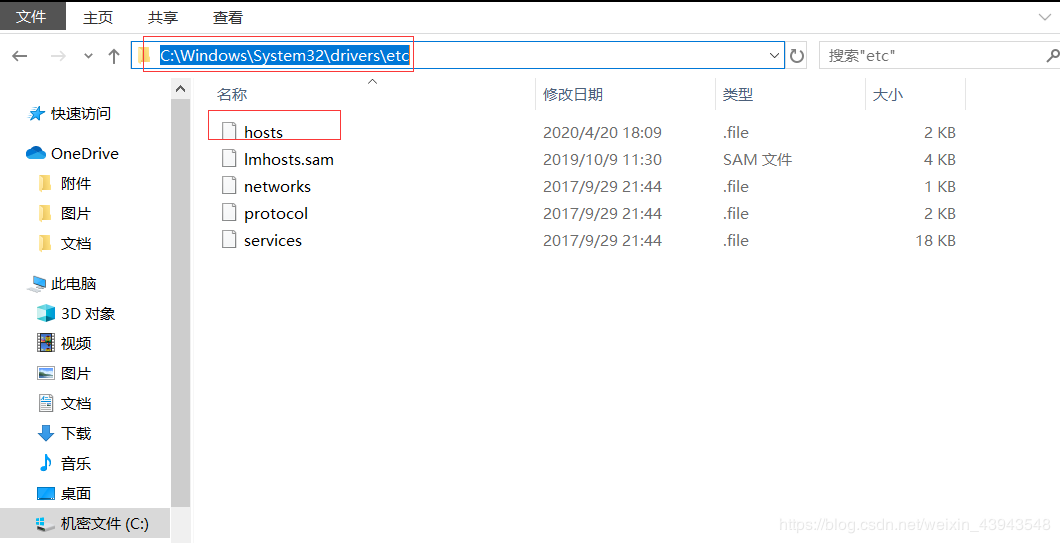 文件 主页 共享 查看
C:\Windows\System32\drivers\etc 搜索"etc"
名称 修改日期 类型 大小
快速访问
OneDrive
附件
图片
文档
此电脑
3D 对象
视频
图片
文档
下载
音乐
桌面
机密文件 (C:)
hosts 2020/4/20 18:09 .file 2 KB
lmhosts.sam 2019/10/9 11:30 SAM 文件 4 KB
networks 2017/9/29 21:44 .file 1 KB
protocol 2017/9/29 21:44 .file 2 KB
services 2017/9/29 21:44 .file 18 KB
https://blog.csdn.net/weixin_43943548